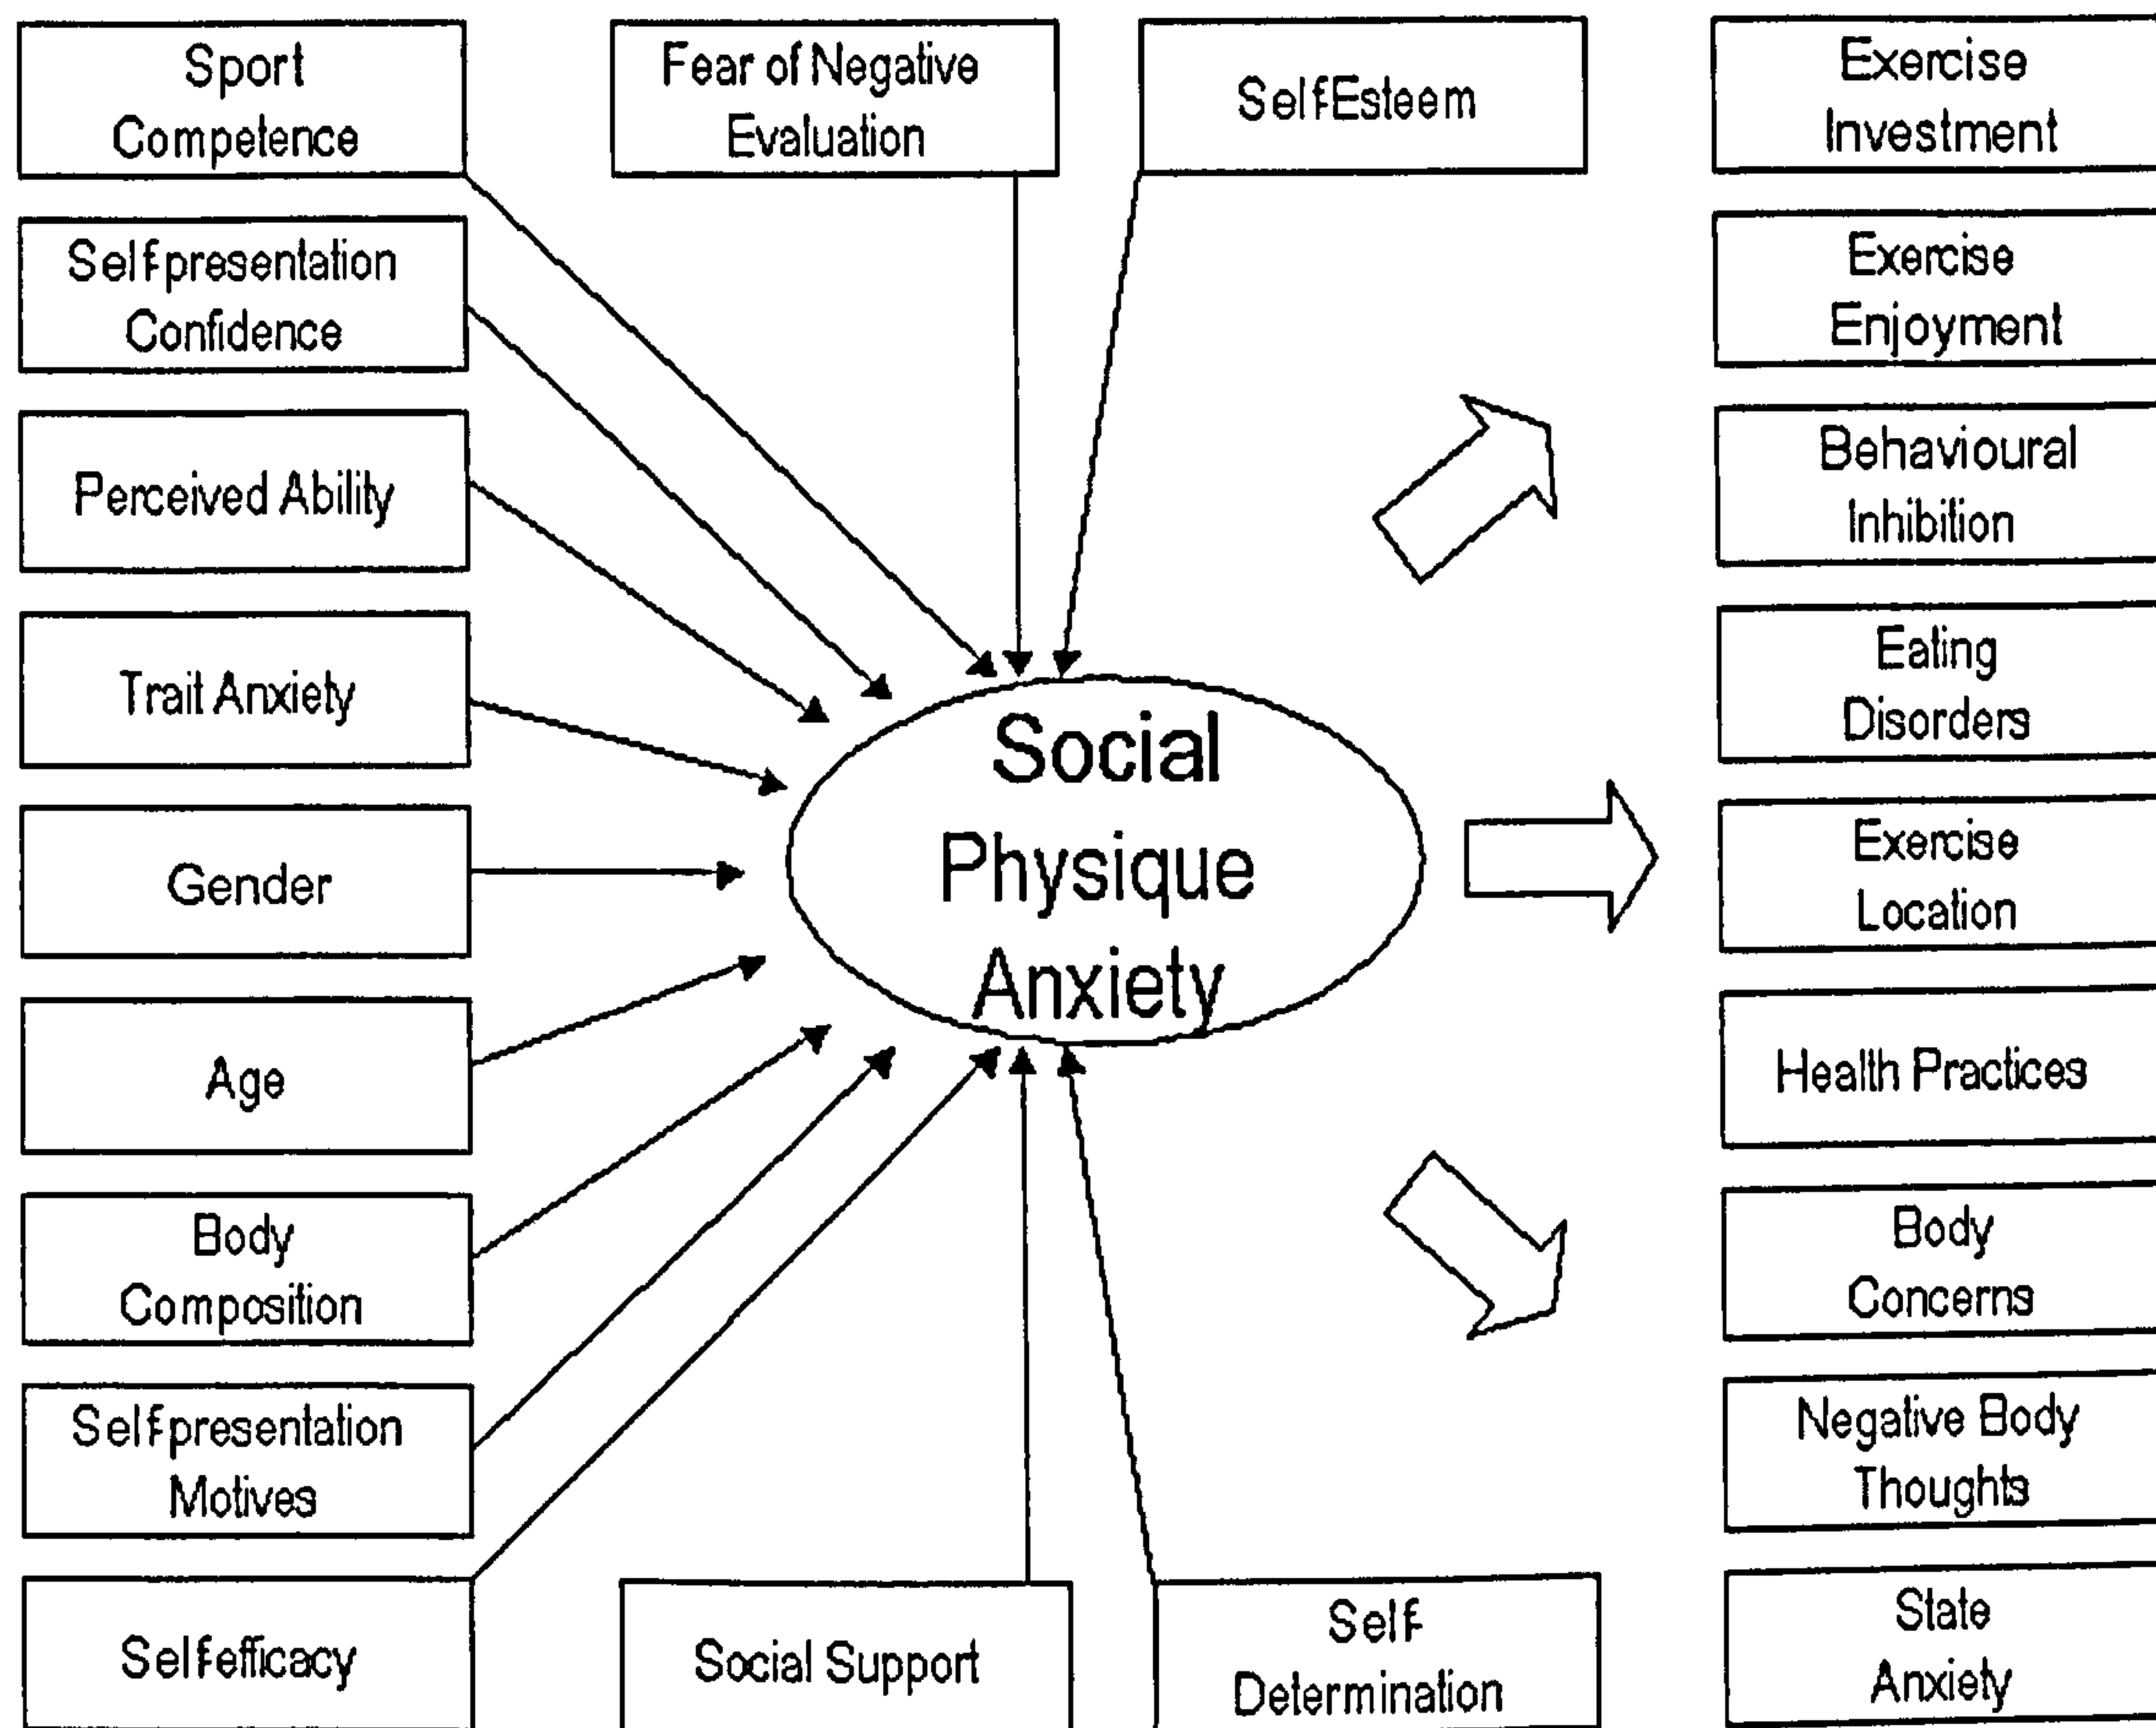 Sport
Competence
Fear of Negative
Evaluation
Self-Esteem
Exercise
Investment
Self-presentation
Confidence
Exercise
Enjoyment
Perceived Ability
Behavioural
Inhibition
Trait Anxiety
Eating
Disorders
Social
Physique
Anxiety
Gender
Exercise
Location
Age
Health Practices
Body
Composition
Body
Concerns
Self-presentation
Motives
Negative Body
Thoughts
Self-efficacy
Social Support
Self-
Determination
State
Anxiety